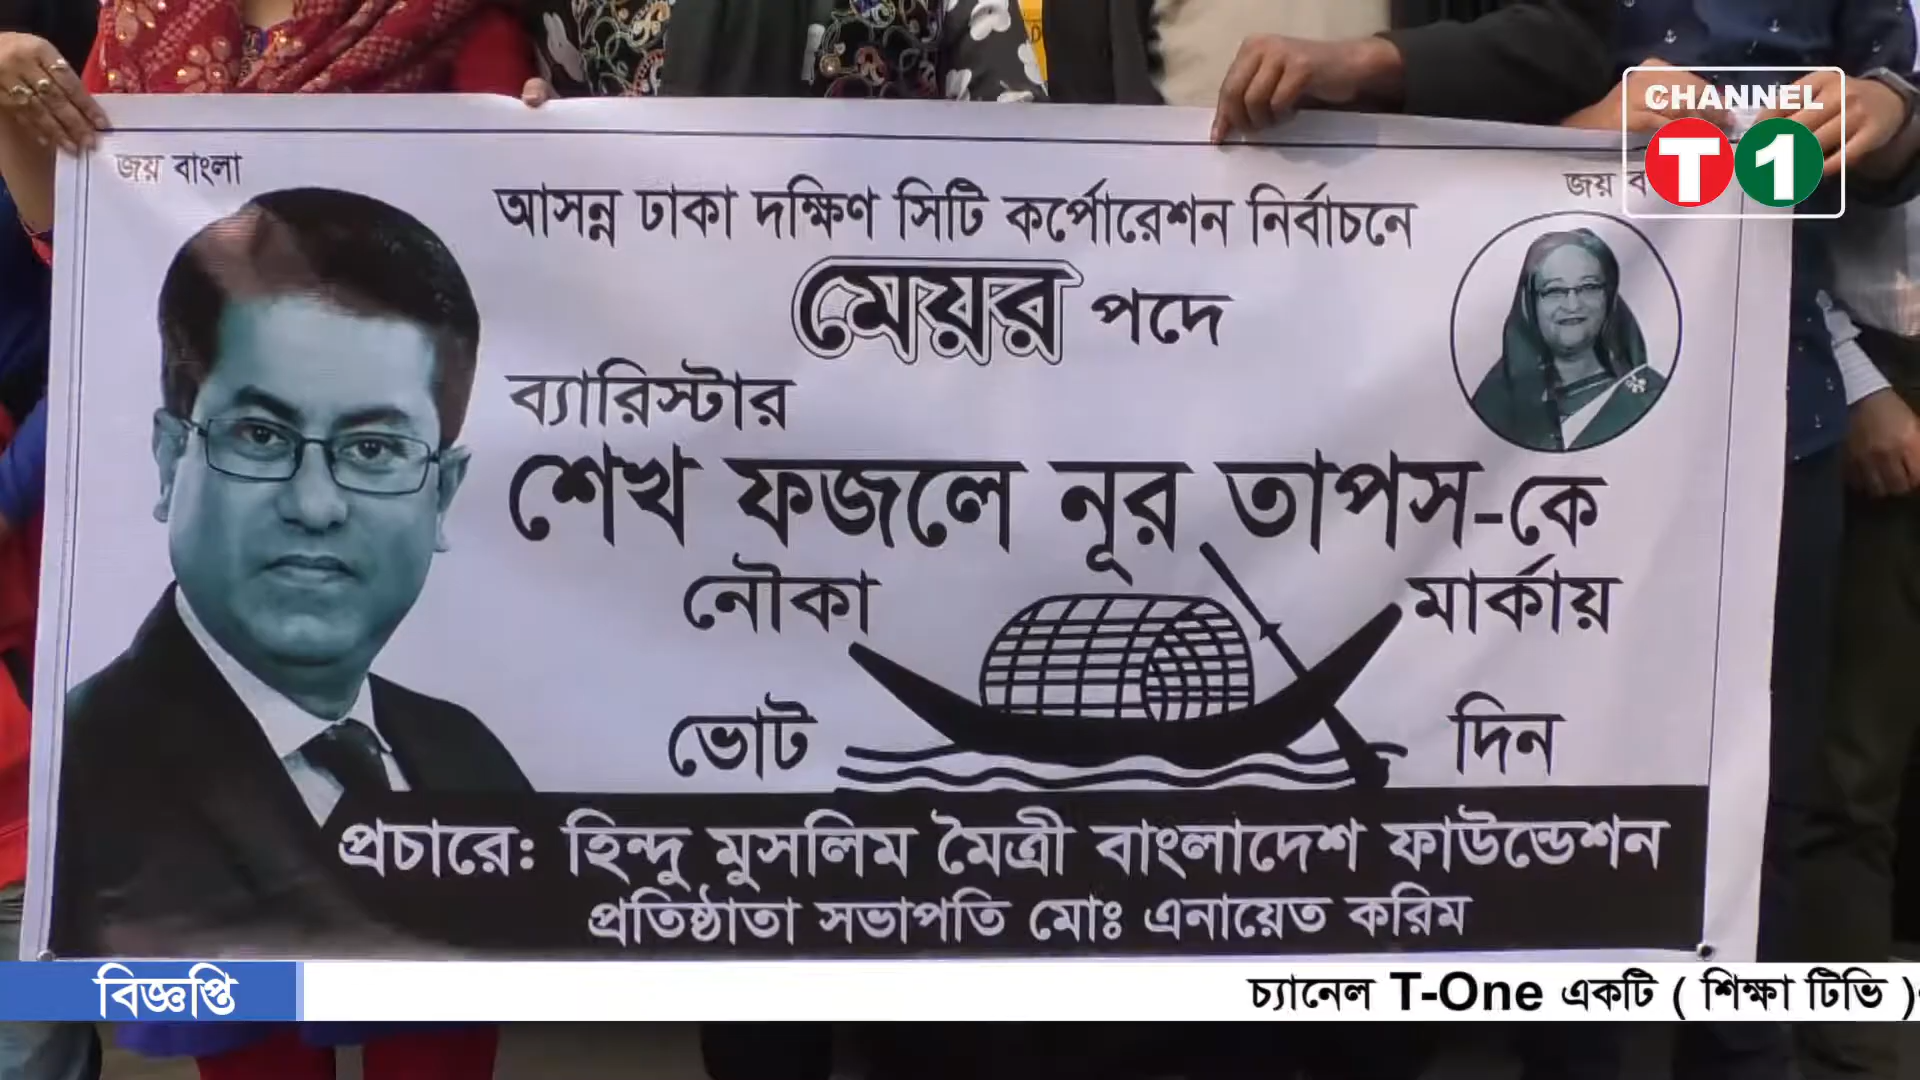 CHANNEL
T1
জয় বাংলা
জয়
আসন্ন ঢাকা দক্ষিণ সিটি কর্পোরেশন নির্বাচনে
মেয়র পদে
ব্যারিস্টার
শেখ ফজলে নূর তাপস-কে
নৌকা মার্কায়
ভোট দিন
প্রচারে: হিন্দু মুসলিম মৈত্রী বাংলাদেশ ফাউন্ডেশন
প্রতিষ্ঠাতা সভাপতি মোঃ এনায়েত করিম
বিজ্ঞপ্তি
চ্যানেল T-One একটি ( শিক্ষা টিভি )